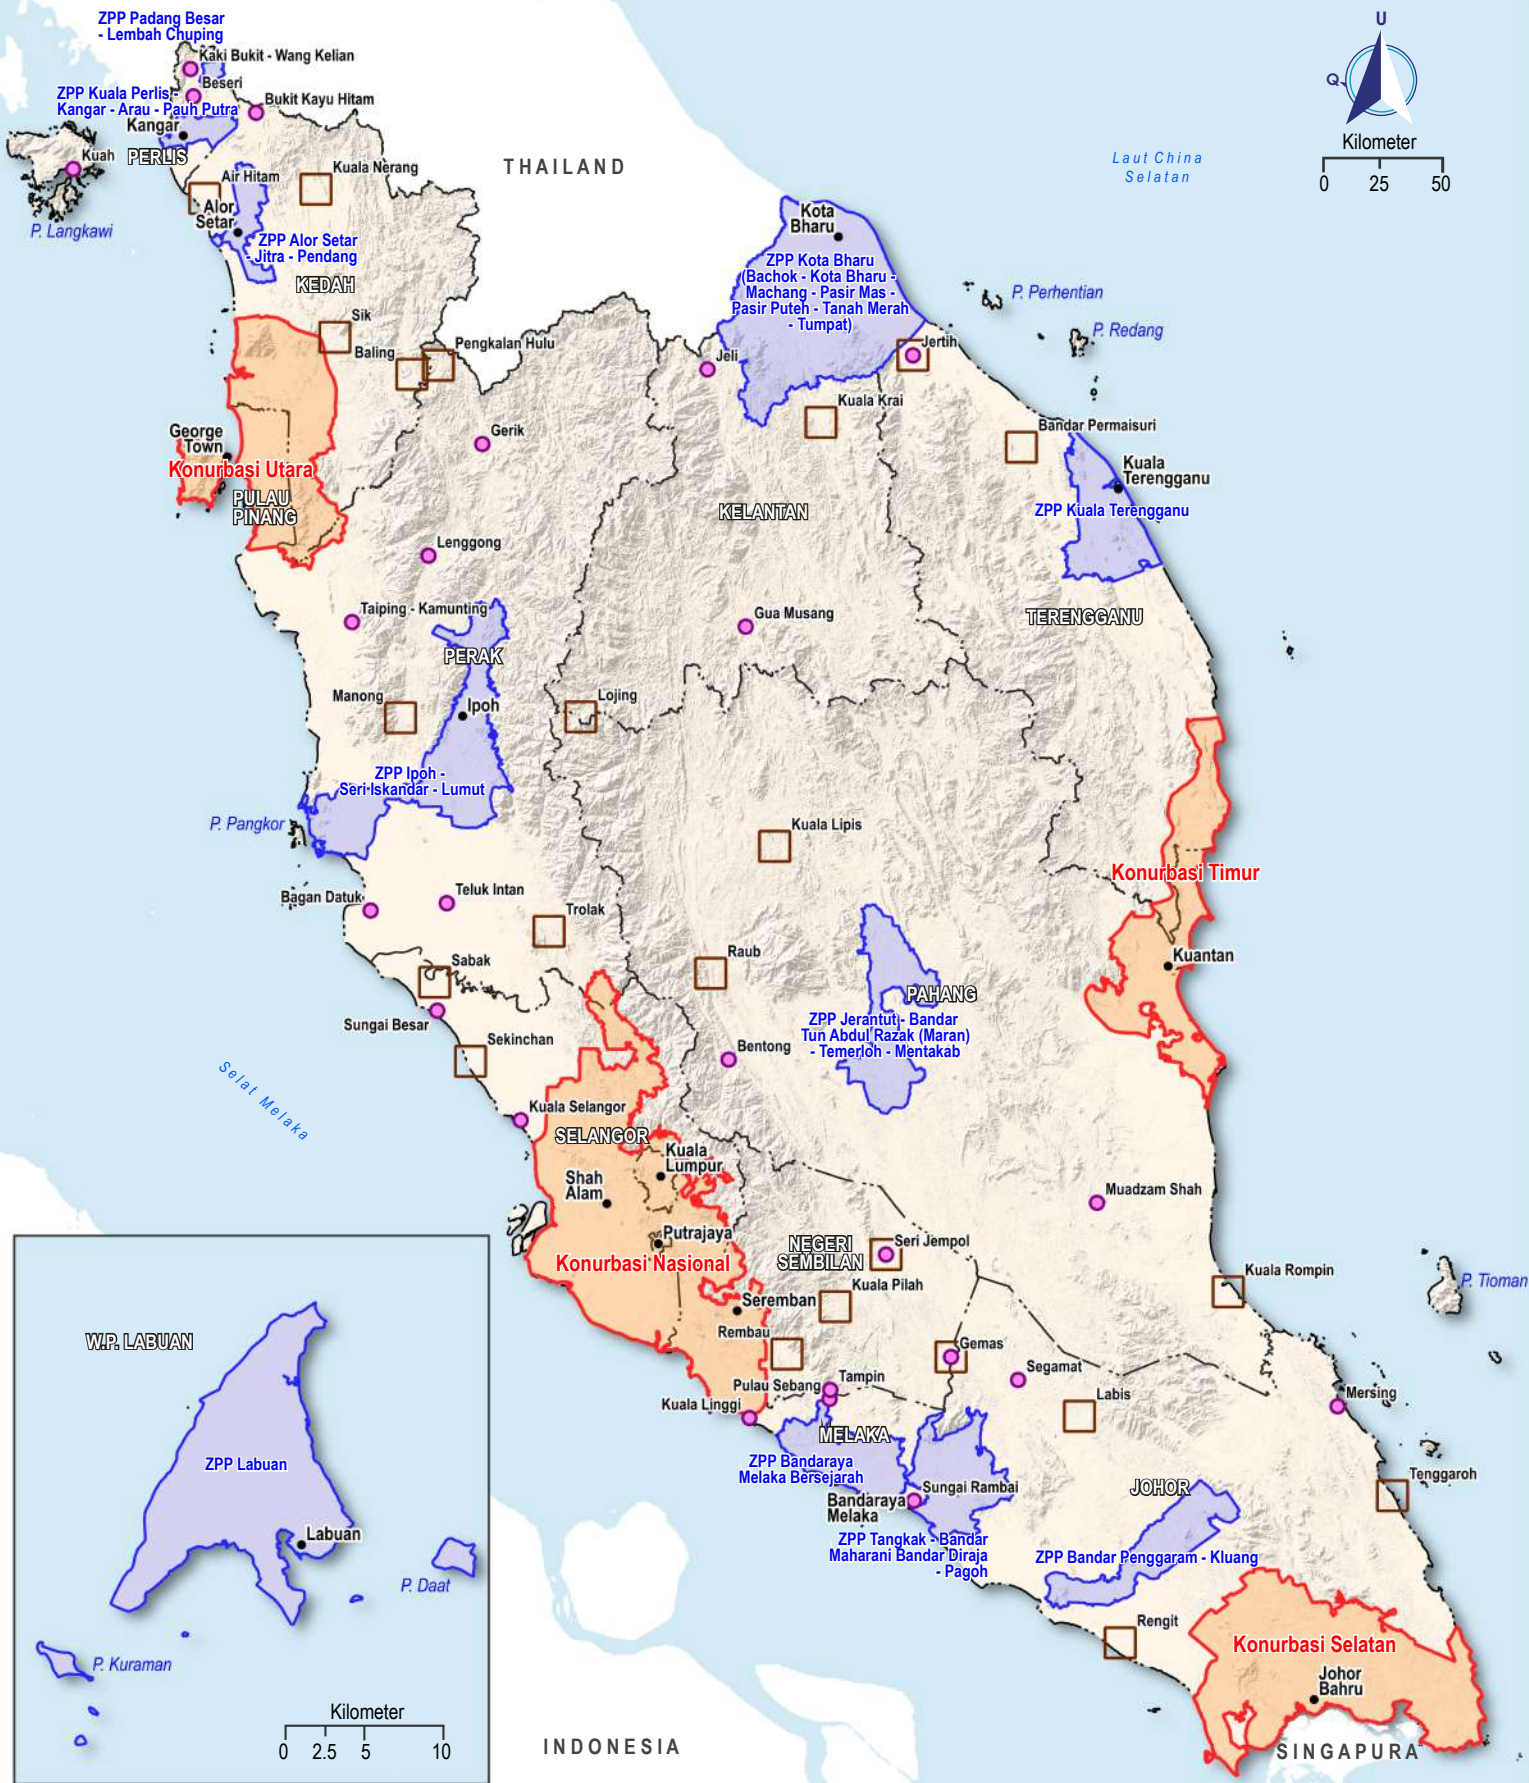 ZPP Padang Besar
- Lembah Chuping
Kaki Bukit - Wang Kelian
Beseri
ZPP Kuala Perlis -
Kangar - Arau - Pauh Putra
Bukit Kayu Hitam
Kangar
PERLIS
Kuah
P. Langkawi
Air Hitam
Kuala Nerang
Alor
Setar
ZPP Alor Setar
- Jitra - Pendang
KEDAH
THAILAND
Laut China
Selatan
U
Q
Kilometer
0 25 50
Kota
Bharu
ZPP Kota Bharu
(Bachok - Kota Bharu -
Machang - Pasir Mas -
Pasir Puteh - Tanah Merah
- Tumpat)
P. Perhentian
P. Redang
Sik
Baling
Pengkalan Hulu
Jeli
Jertih
Kuala Krai
Bandar Permaisuri
Gerik
George
Town
Konurbasi Utara
PULAU
PINANG
Kuala
Terengganu
ZPP Kuala Terengganu
KELANTAN
Lenggong
Taiping - Kamunting
Gua Musang
TERENGGANU
PERAK
Manong
Ipoh
Lojing
ZPP Ipoh -
Seri Iskandar - Lumut
P. Pangkor
Kuala Lipis
Konurbasi Timur
Bagan Datuk
Teluk Intan
Trolak
Sabak
Raub
Kuantan
PAHANG
ZPP Jerantut - Bandar
Tun Abdul Razak (Maran)
- Temerloh - Mentakab
Sungai Besar
Sekinchan
Bentong
Selat Melaka
Kuala Selangor
SELANGOR
Kuala
Lumpur
Shah
Alam
Muadzam Shah
Putrajaya
Konurbasi Nasional
NEGERI
SEMBILAN
Seri Jempol
Kuala Pilah
Kuala Rompin
P. Tioman
Seremban
Rembau
Gemas
Segamat
Pulau Sebang
Tampin
Labis
Mersing
Kuala Linggi
MELAKA
ZPP Bandaraya
Melaka Bersejarah
Sungai Rambai
Bandaraya
Melaka
JOHOR
Tenggaroh
ZPP Tangkak - Bandar
Maharani Bandar Diraja
- Pagoh
ZPP Bandar Penggaram - Kluang
Rengit
Konurbasi Selatan
Johor
Bahru
SINGAPURA
INDONESIA
W.P. LABUAN
ZPP Labuan
Labuan
P. Daat
P. Kuraman
Kilometer
0 2.5 5 10